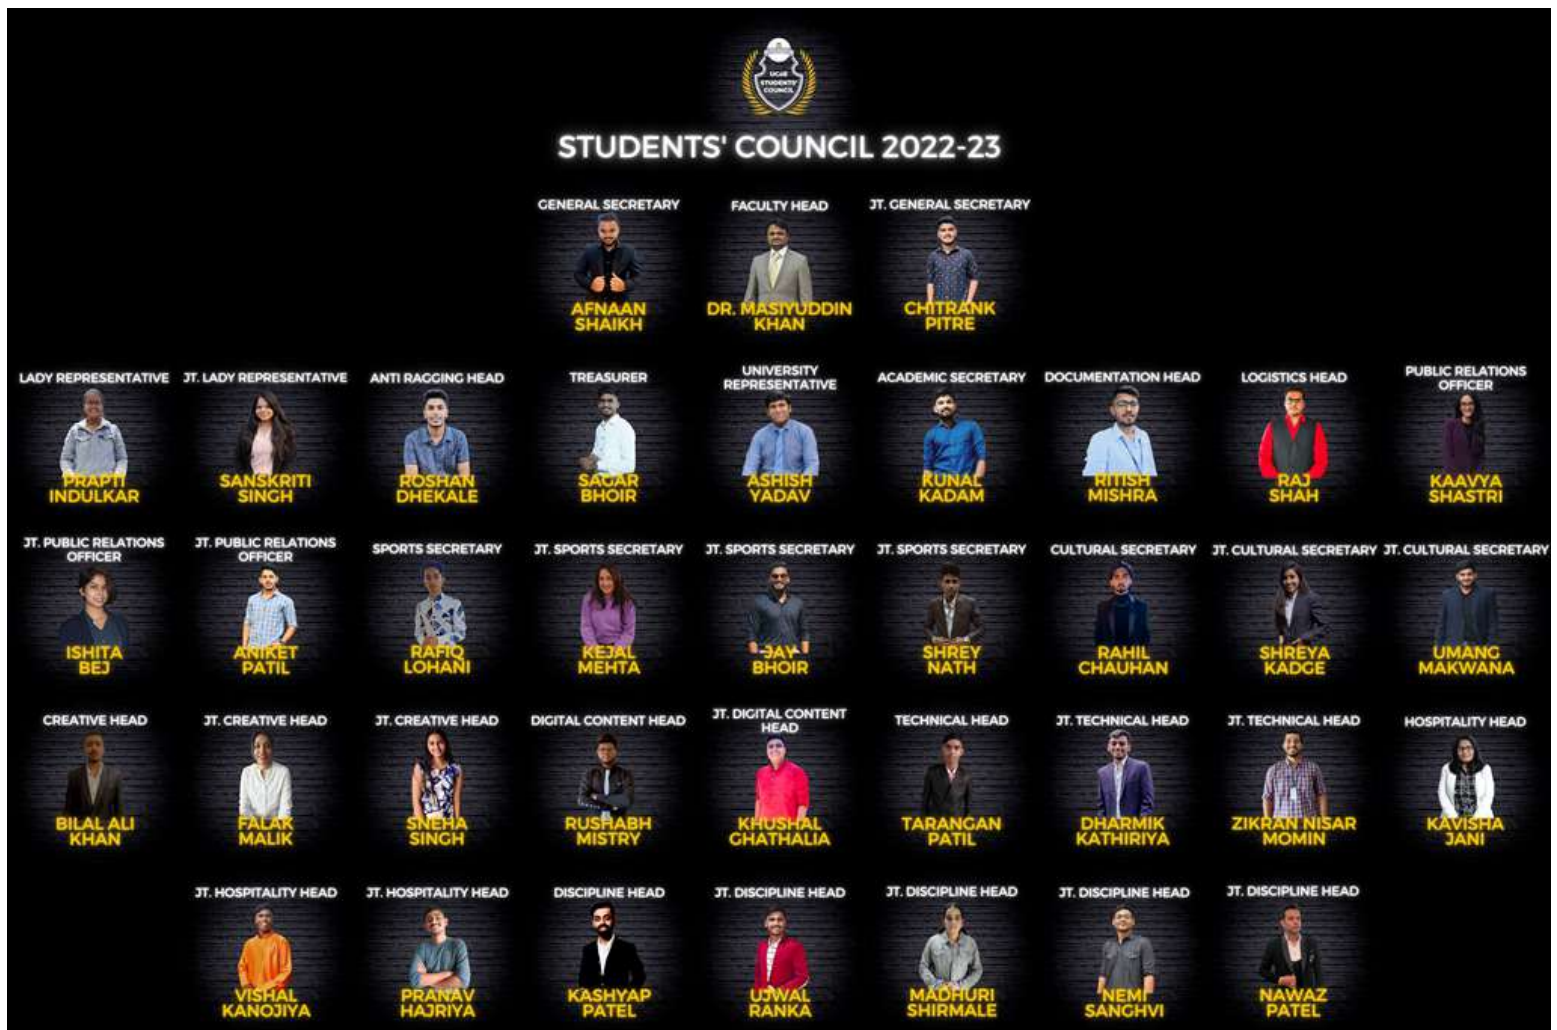 UCoE
STUDENTS'
COUNCIL
STUDENTS' COUNCIL 2022-23
GENERAL SECRETARY
AFNAAN
SHAIKH
FACULTY HEAD
DR. MASIYUDDIN
KHAN
JT. GENERAL SECRETARY
CHITRANK
PITRE
LADY REPRESENTATIVE
PRAPTI
INDULKAR
JT. LADY REPRESENTATIVE
SANSKRITI
SINGH
ANTI RAGGING HEAD
ROSHAN
DHEKALE
TREASURER
SAGAR
BHOIR
UNIVERSITY
REPRESENTATIVE
ASHISH
YADAV
ACADEMIC SECRETARY
KUNAL
KADAM
DOCUMENTATION HEAD
RITISH
MISHRA
LOGISTICS HEAD
RAJ
SHAH
PUBLIC RELATIONS
OFFICER
KAAVYA
SHASTRI
JT. PUBLIC RELATIONS
OFFICER
ISHITA
BEJ
JT. PUBLIC RELATIONS
OFFICER
ANIKET
PATIL
SPORTS SECRETARY
RAFIQ
LOHANI
JT. SPORTS SECRETARY
KEJAL
MEHTA
JT. SPORTS SECRETARY
JAY
BHOIR
JT. SPORTS SECRETARY
SHREY
NATH
CULTURAL SECRETARY
RAHIL
CHAUHAN
JT. CULTURAL SECRETARY
SHREYA
KADGE
JT. CULTURAL SECRETARY
UMANG
MAKWANA
CREATIVE HEAD
BILAL ALI
KHAN
JT. CREATIVE HEAD
FALAK
MALIK
JT. CREATIVE HEAD
SNEHA
SINGH
DIGITAL CONTENT HEAD
RUSHABH
MISTRY
JT. DIGITAL CONTENT
HEAD
KHUSHAL
GHATHALIA
TECHNICAL HEAD
TARANGAN
PATIL
JT. TECHNICAL HEAD
DHARMIK
KATHIRIYA
JT. TECHNICAL HEAD
ZIKRAN NISAR
MOMIN
HOSPITALITY HEAD
KAVISHA
JANI
JT. HOSPITALITY HEAD
VISHAL
KANOJIYA
JT. HOSPITALITY HEAD
PRANAV
HAJRIYA
DISCIPLINE HEAD
KASHYAP
PATEL
JT. DISCIPLINE HEAD
UJWAL
RANKA
JT. DISCIPLINE HEAD
MADHURI
SHIRMALE
JT. DISCIPLINE HEAD
NEMI
SANGHVI
JT. DISCIPLINE HEAD
NAWAZ
PATEL